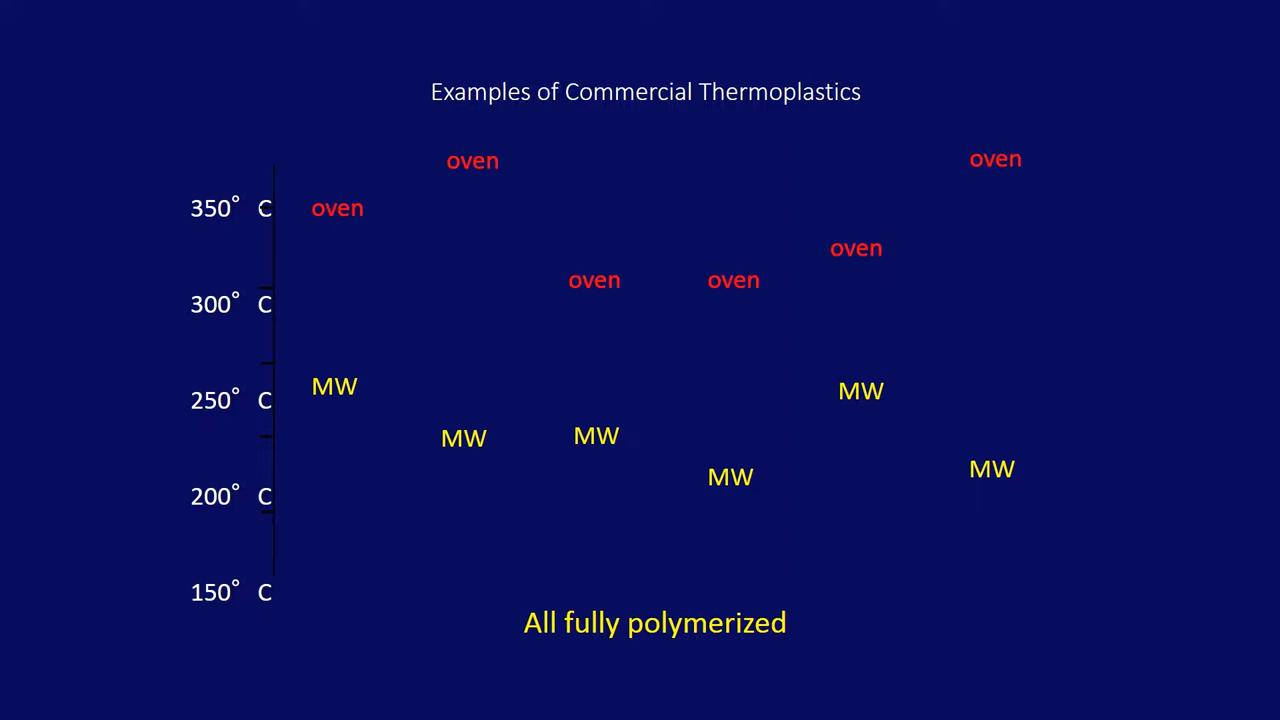 Examples of Commercial Thermoplastics
oven
oven
350° C
oven
oven
oven
oven
300° C
MW
MW
250° C
MW
MW
MW
MW
200° C
150° C
All fully polymerized